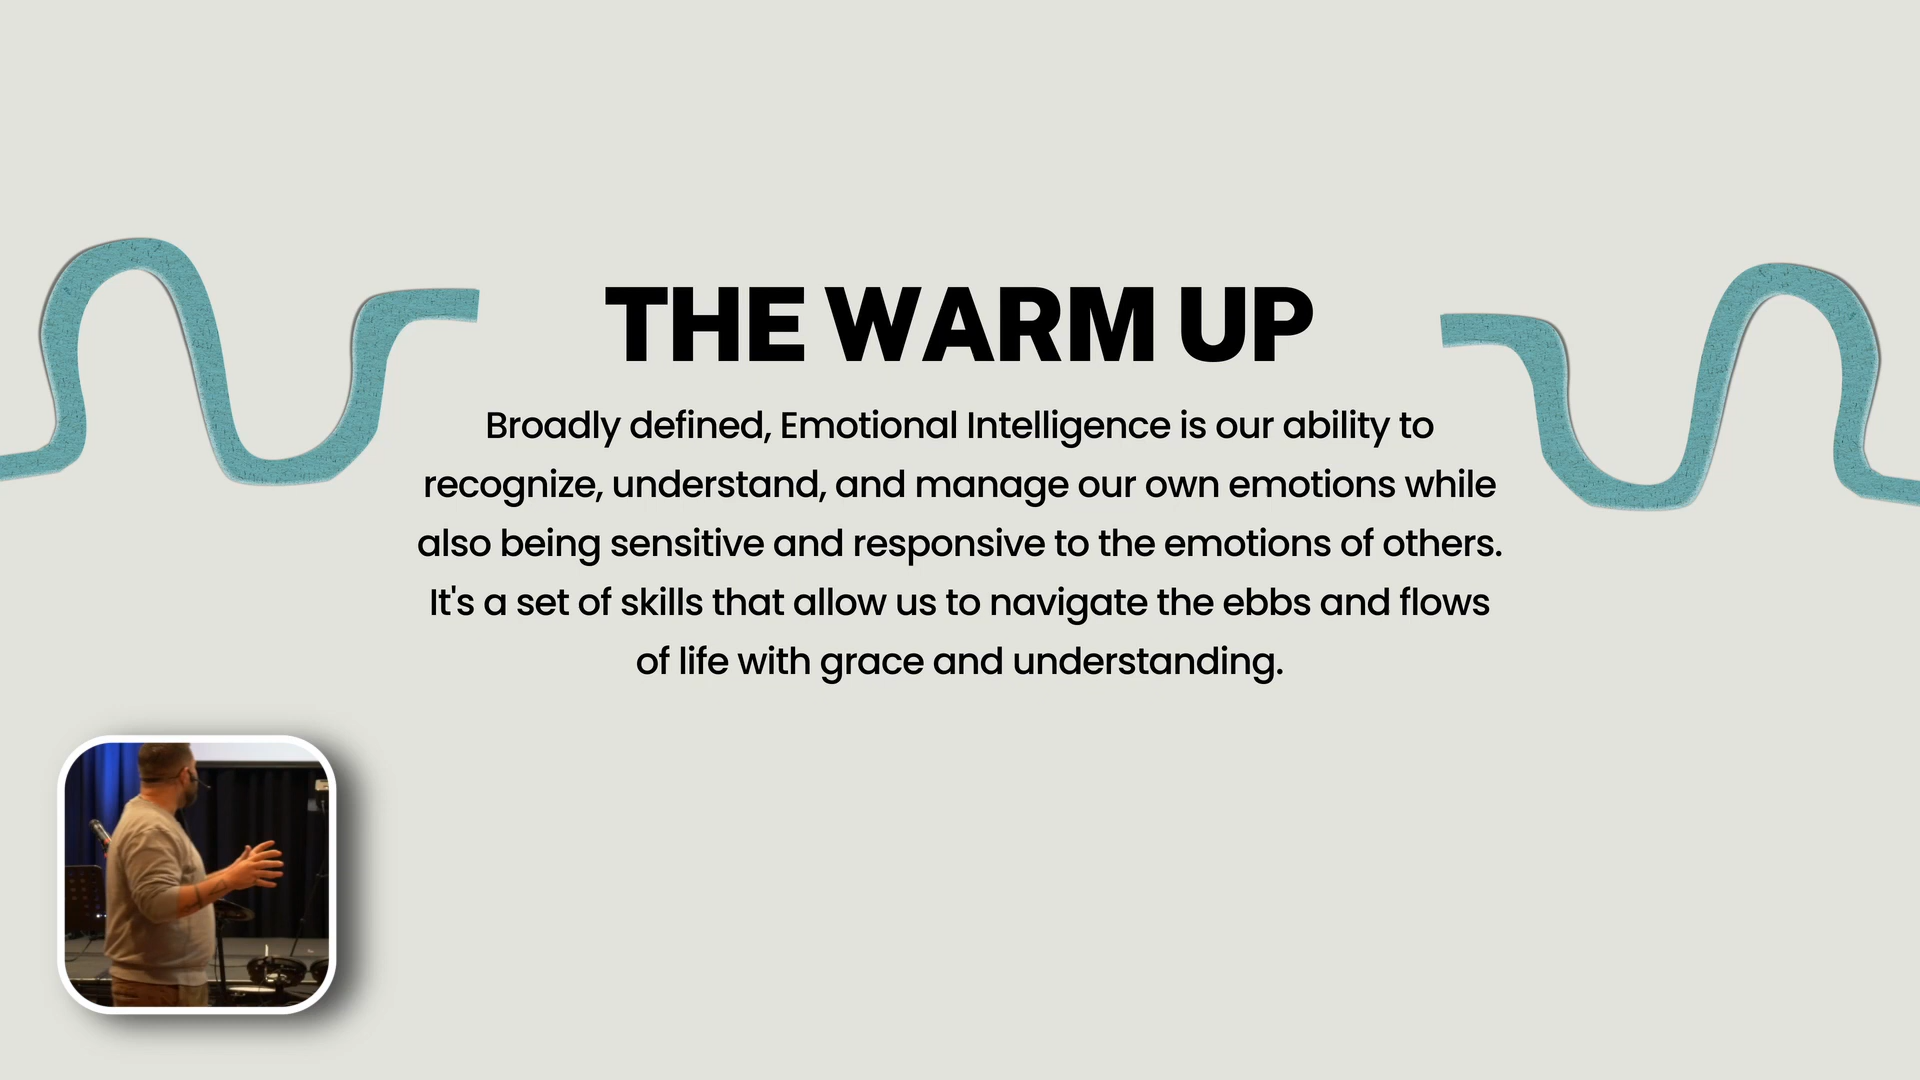 THE WARM UP
Broadly defined, Emotional Intelligence is our ability to
recognize, understand, and manage our own emotions while
also being sensitive and responsive to the emotions of others.
It's a set of skills that allow us to navigate the ebbs and flows
of life with grace and understanding.